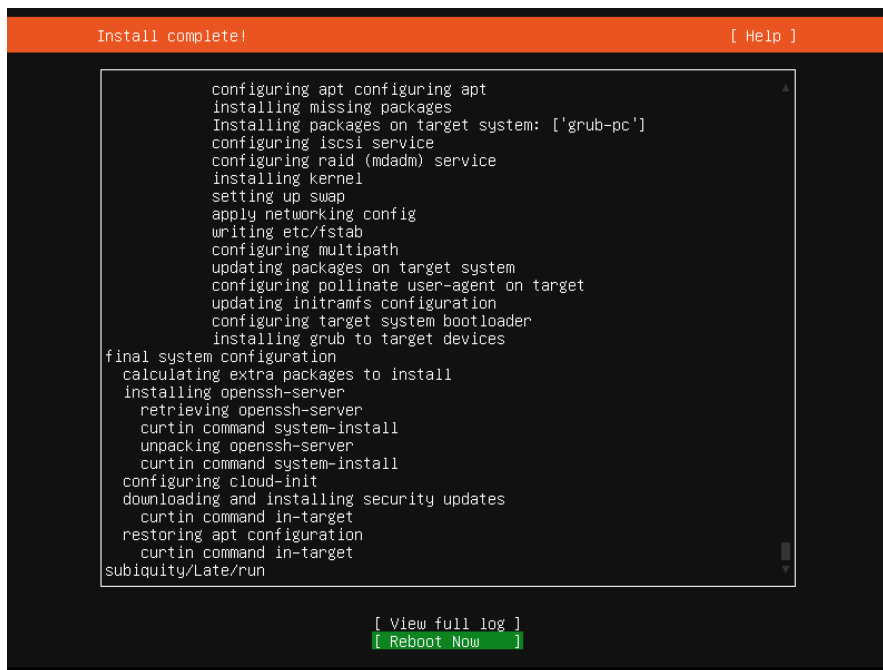 Install complete! [ Help ]
configuring apt configuring apt
installing missing packages
Installing packages on target system: ['grub-pc']
configuring iscsi service
configuring raid (mdadm) service
installing kernel
setting up swap
apply networking config
writing etc/fstab
configuring multipath
updating packages on target system
configuring pollinate user-agent on target
updating initramfs configuration
configuring target system bootloader
installing grub to target devices
final system configuration
calculating extra packages to install
installing openssh-server
retrieving openssh-server
curtin command system-install
unpacking openssh-server
curtin command system-install
configuring cloud-init
downloading and installing security updates
curtin command in-target
restoring apt configuration
curtin command in-target
subiquity/Late/run
[ View full log ]
[ Reboot Now ]